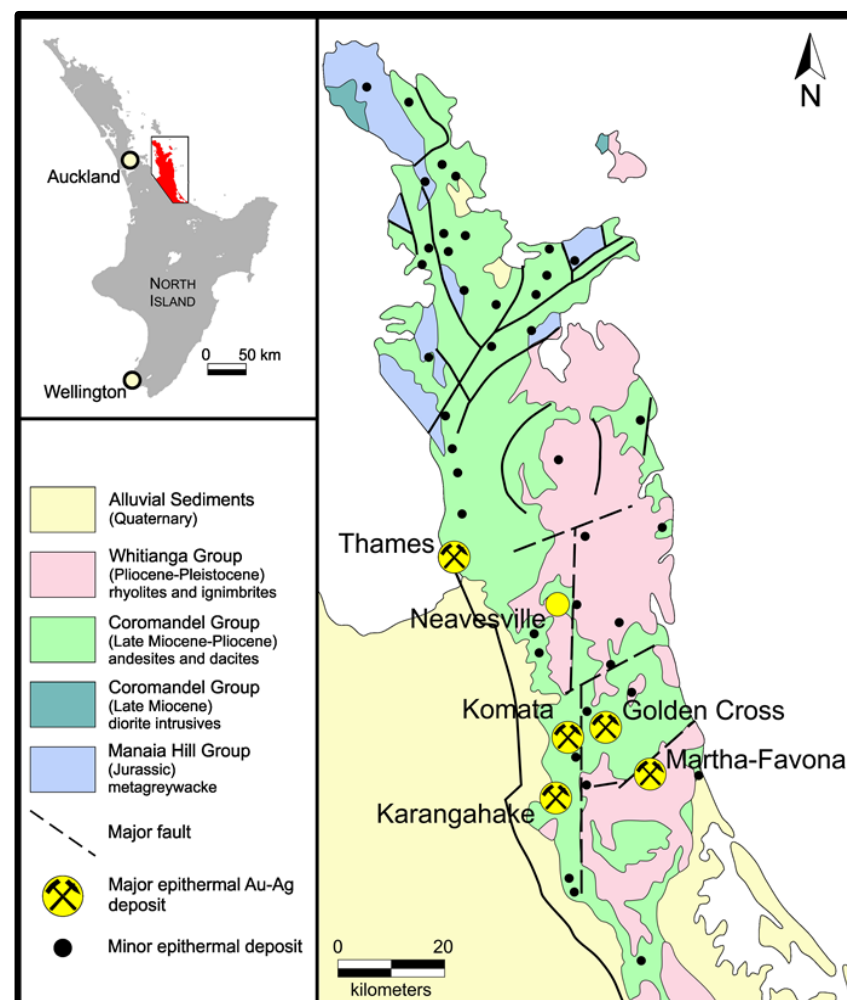 Auckland
NORTH
ISLAND
0 50 km
Wellington
Alluvial Sediments
(Quaternary)
Whitianga Group
(Pliocene-Pleistocene)
rhyolites and ignimbrites
Coromandel Group
(Late Miocene-Pliocene)
andesites and dacites
Coromandel Group
(Late Miocene)
diorite intrusives
Manaia Hill Group
(Jurassic)
metagreywacke
Major fault
Major epithermal Au-Ag
deposit
Minor epithermal deposit
N
Thames
Neavesville
Komata
Golden Cross
Martha-Favona
Karangahake
0 20
kilometers